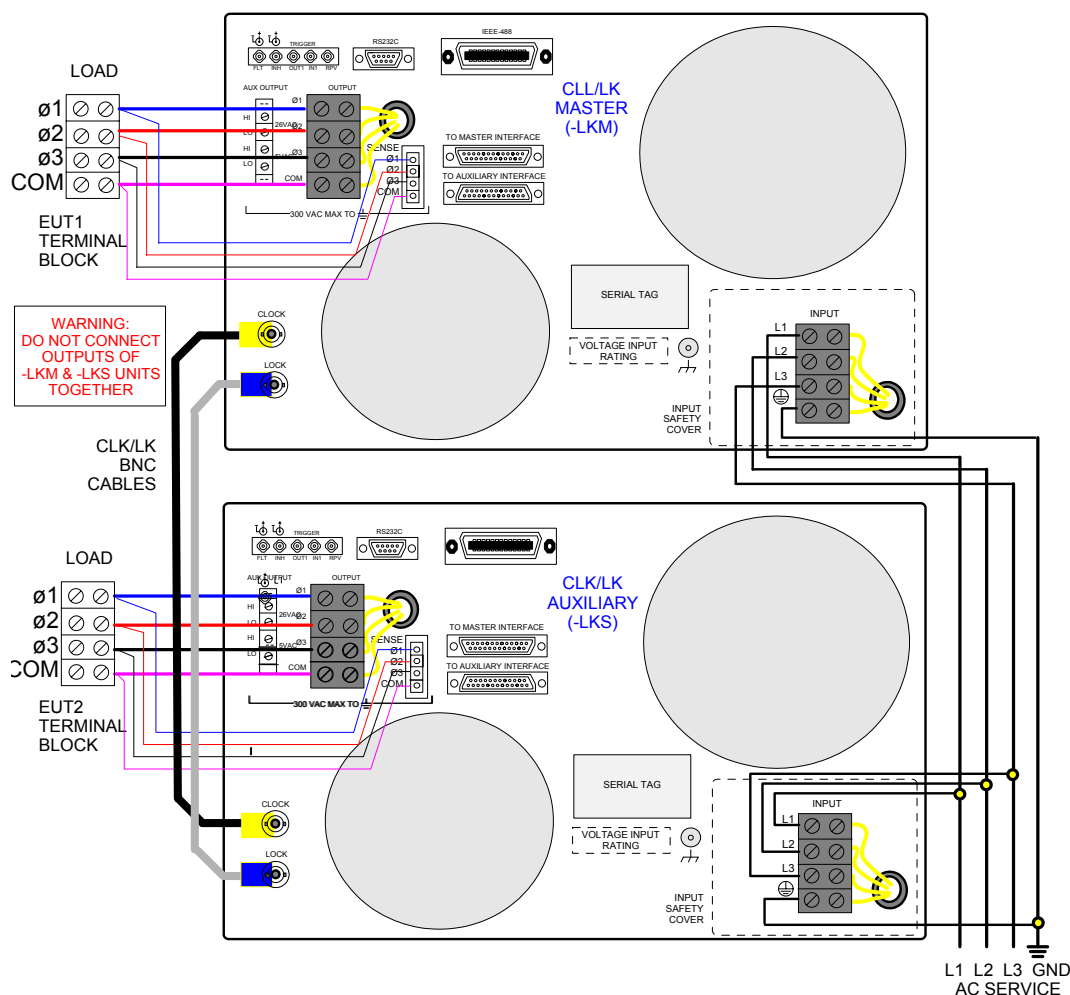 TRIGGER
FLT INH OUT1 IN1 RPV
RS232C
IEEE-488
LOAD
ø1
ø2
ø3
COM
EUT1
TERMINAL
BLOCK
AUX OUTPUT
HI
LO
26VAC
HI
LO
5VAC
OUTPUT
Ø1
Ø2
Ø3
COM
SENSE
Ø1
Ø2
Ø3
COM
300 VAC MAX TO
CLL/LK
MASTER
(-LKM)
TO MASTER INTERFACE
TO AUXILIARY INTERFACE
SERIAL TAG
VOLTAGE INPUT
RATING
INPUT
L1
L2
L3
INPUT
SAFETY
COVER
CLOCK
LOCK
WARNING:
DO NOT CONNECT
OUTPUTS OF
-LKM & -LKS UNITS
TOGETHER
CLK/LK
BNC
CABLES
TRIGGER
FLT INH OUT1 IN1 RPV
RS232C
LOAD
ø1
ø2
ø3
COM
EUT2
TERMINAL
BLOCK
AUX OUTPUT
HI
LO
26VAC
HI
LO
5VAC
OUTPUT
Ø1
Ø2
Ø3
COM
SENSE
Ø1
Ø2
Ø3
COM
300 VAC MAX TO
CLK/LK
AUXILIARY
(-LKS)
TO MASTER INTERFACE
TO AUXILIARY INTERFACE
SERIAL TAG
VOLTAGE INPUT
RATING
INPUT
L1
L2
L3
INPUT
SAFETY
COVER
CLOCK
LOCK
L1 L2 L3 GND
AC SERVICE